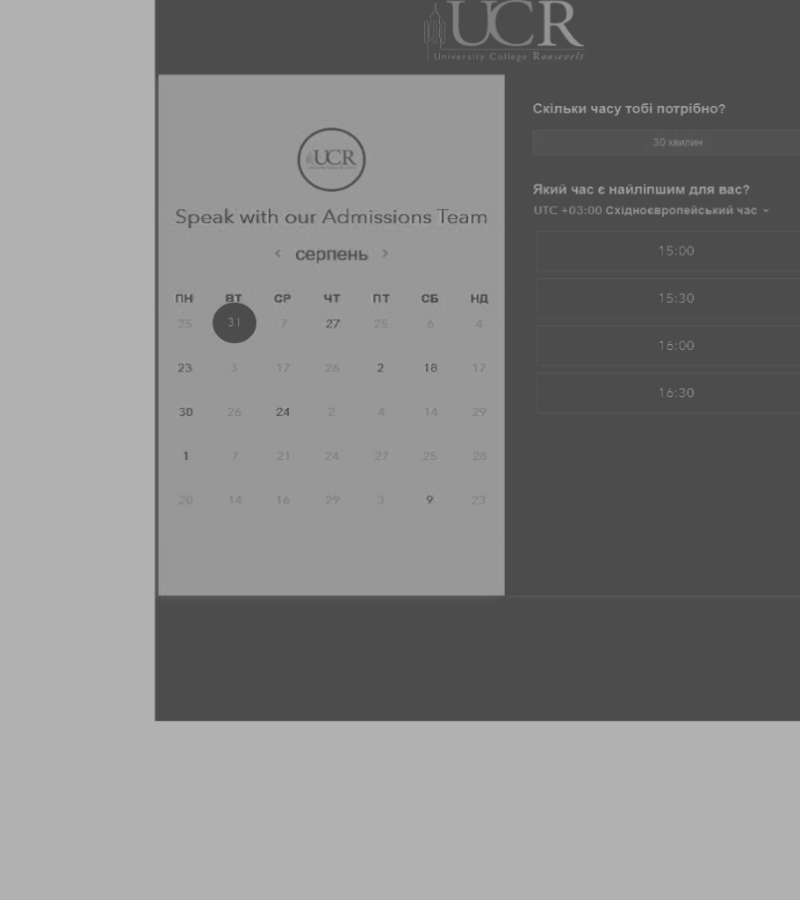 UCR
University College Roosevelt
UCR
Speak with our Admissions Team
серпень
ПН ВТ СР ЧТ ПТ СБ НД
25 31 7 27 25 6 4
23 3 17 26 2 18 17
30 26 24 2 4 14 29
1 7 21 24 27 25 28
20 14 16 29 3 9 23
Скільки часу тобі потрібно?
30 хвилин
Який час є найліпшим для вас?
UTC +03:00 Східноєвропейський час
15:00
15:30
16:00
16:30